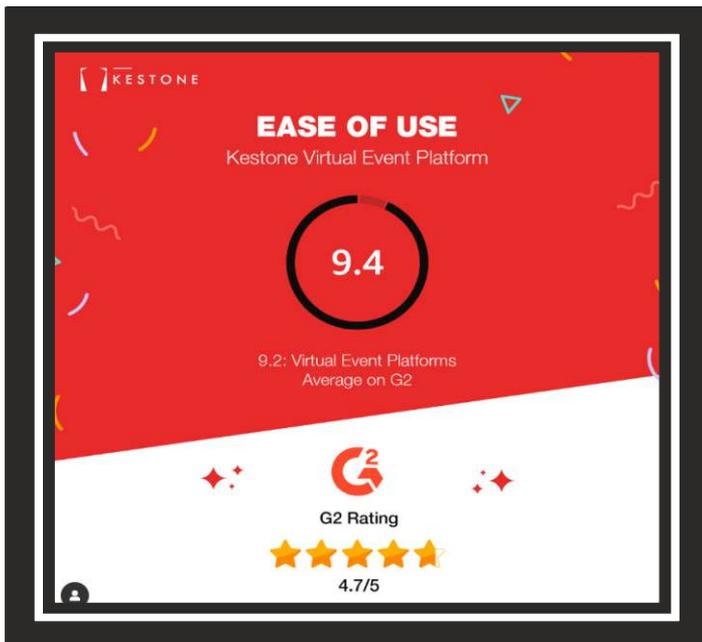 KESTONE
EASE OF USE
Kestone Virtual Event Platform
9.4
9.2: Virtual Event Platforms
Average on G2
G2
G2 Rating
4.7/5